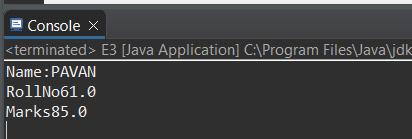 Console
<terminated> E3 [Java Application] C:\Program Files\Java\jdk
Name:PAVAN
RollNo61.0
Marks85.0